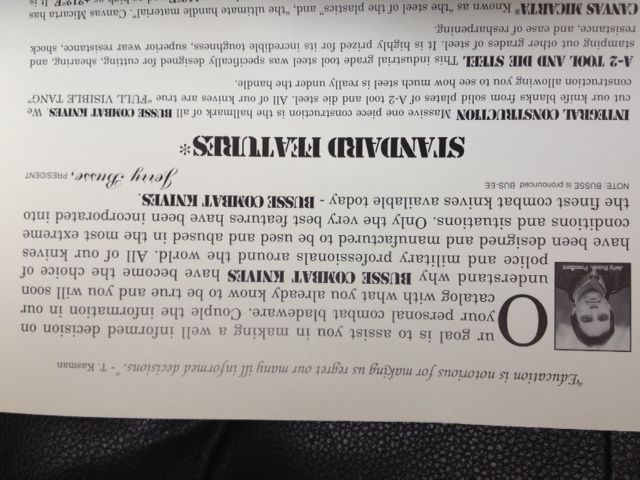 "Education is notorious for making us regret our many ill informed decisions." - T. Kasman
Our goal is to assist you in making a well informed decision on
your personal combat bladeware. Couple the information in our
catalog with what you already know to be true and you will soon
understand why BUSSE COMBAT KNIVES have become the choice of
police and military professionals around the world. All of our knives
have been designed and manufactured to be used and abused in the most extreme
conditions and situations. Only the very best features have been incorporated into
the finest combat knives available today - BUSSE COMBAT KNIVES.
Jerry Busse, President
NOTE: BUSSE is pronounced BUS-EE
Jerry Busse, PRESIDENT
STANDARD FEATURES*
INTEGRAL CONSTRUCTION Massive one piece construction is the hallmark of all BUSSE COMBAT KNIVES. We
cut our knife blanks from solid plates of A-2 tool and die steel. All of our knives are true "FULL VISIBLE TANG"
construction allowing you to see how much steel is really under the handle.
A-2 TOOL AND DIE STEEL This industrial grade tool steel was specifically designed for cutting, shearing, and
stamping out other grades of steel. It is highly prized for its incredible toughness, superior wear resistance, shock
resistance, and ease of resharpening.
CANVAS MICARTA® Known as "the steel of the plastics" and, "the ultimate handle material". Canvas Micarta has